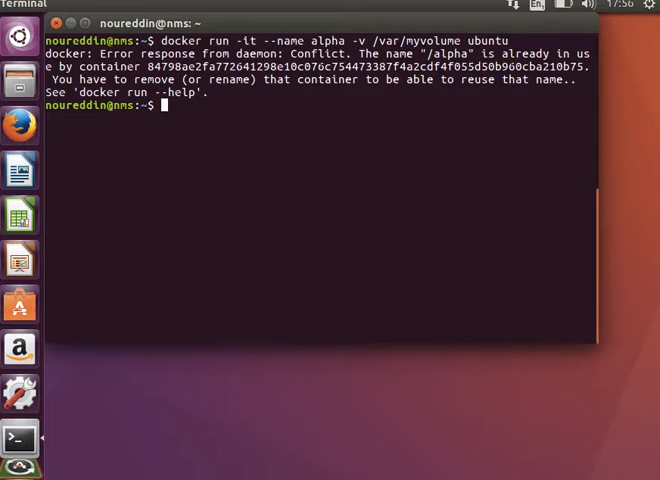 Terminal
En
17:56
noureddin@nms: ~
noureddin@nms:~$ docker run -it --name alpha -v /var/myvolume ubuntu
docker: Error response from daemon: Conflict. The name "/alpha" is already in us
e by container 84798ae2fa772641298e10c076c754473387f4a2cdf4f055d50b960cba210b75.
 You have to remove (or rename) that container to be able to reuse that name..
See 'docker run --help'.
noureddin@nms:~$